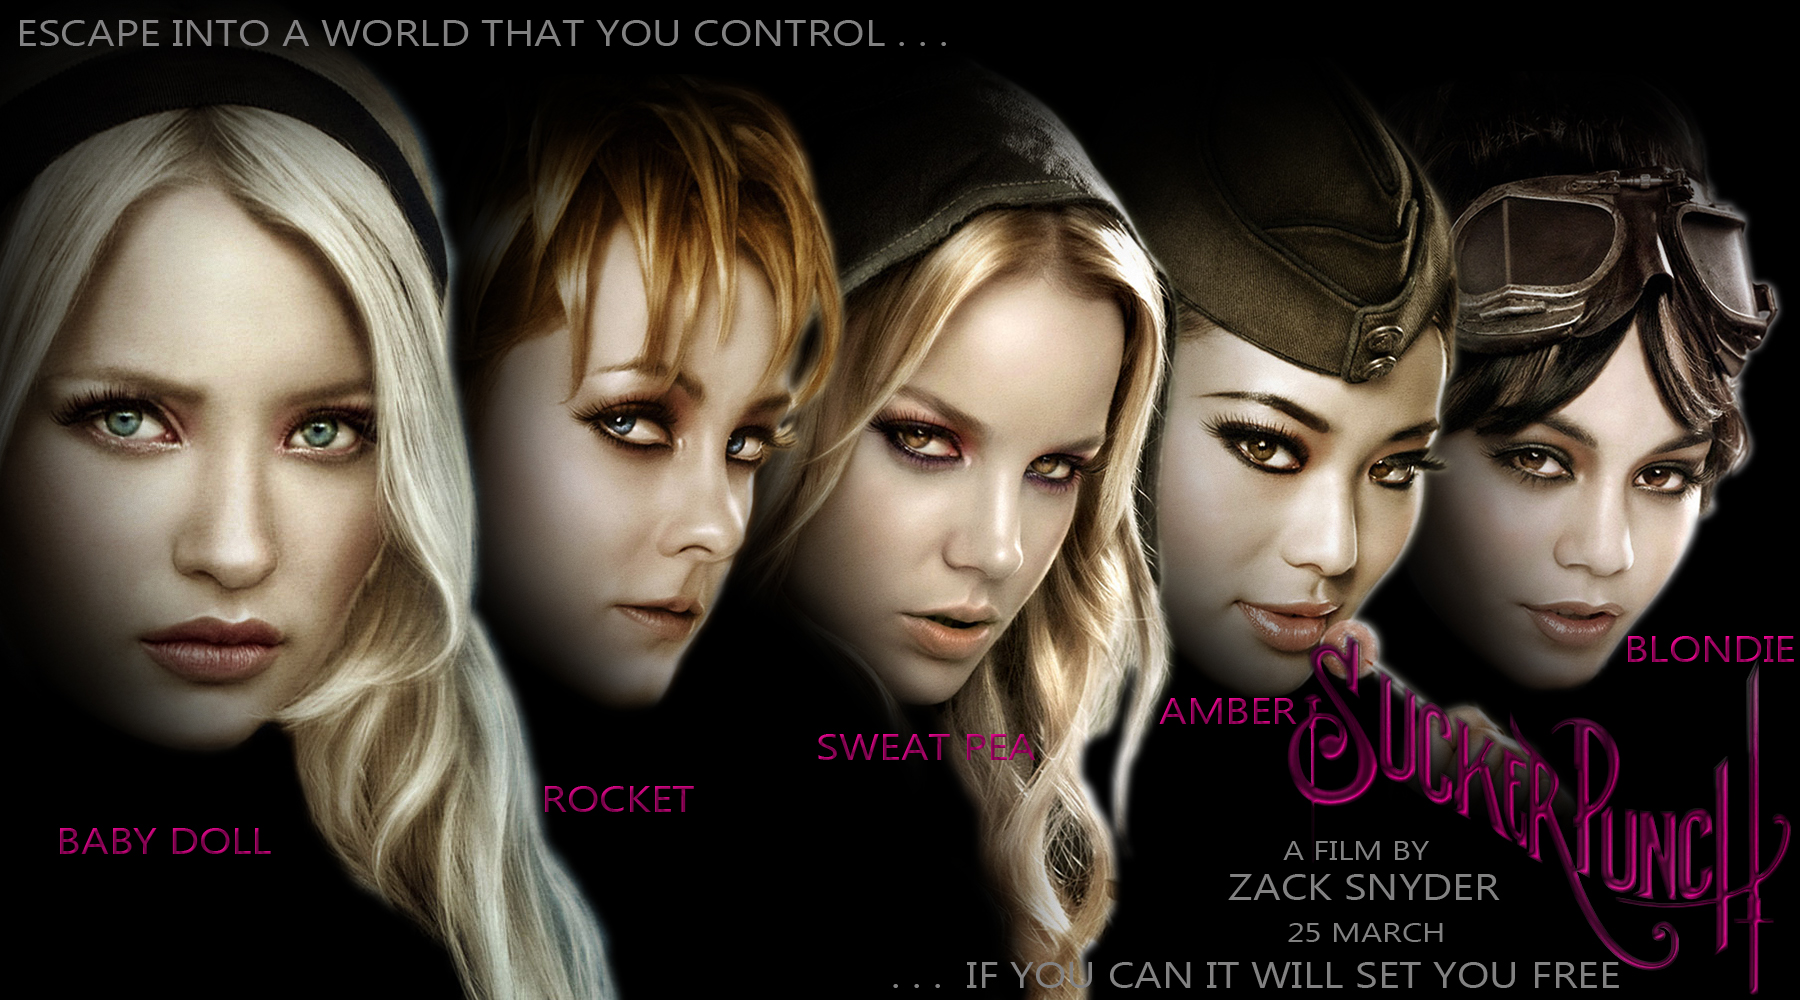 ESCAPE INTO A WORLD THAT YOU CONTROL . . .
BABY DOLL
ROCKET
SWEAT PEA
AMBER
BLONDIE
SUCKER PUNCH
A FILM BY
ZACK SNYDER
25 MARCH
. . . IF YOU CAN IT WILL SET YOU FREE